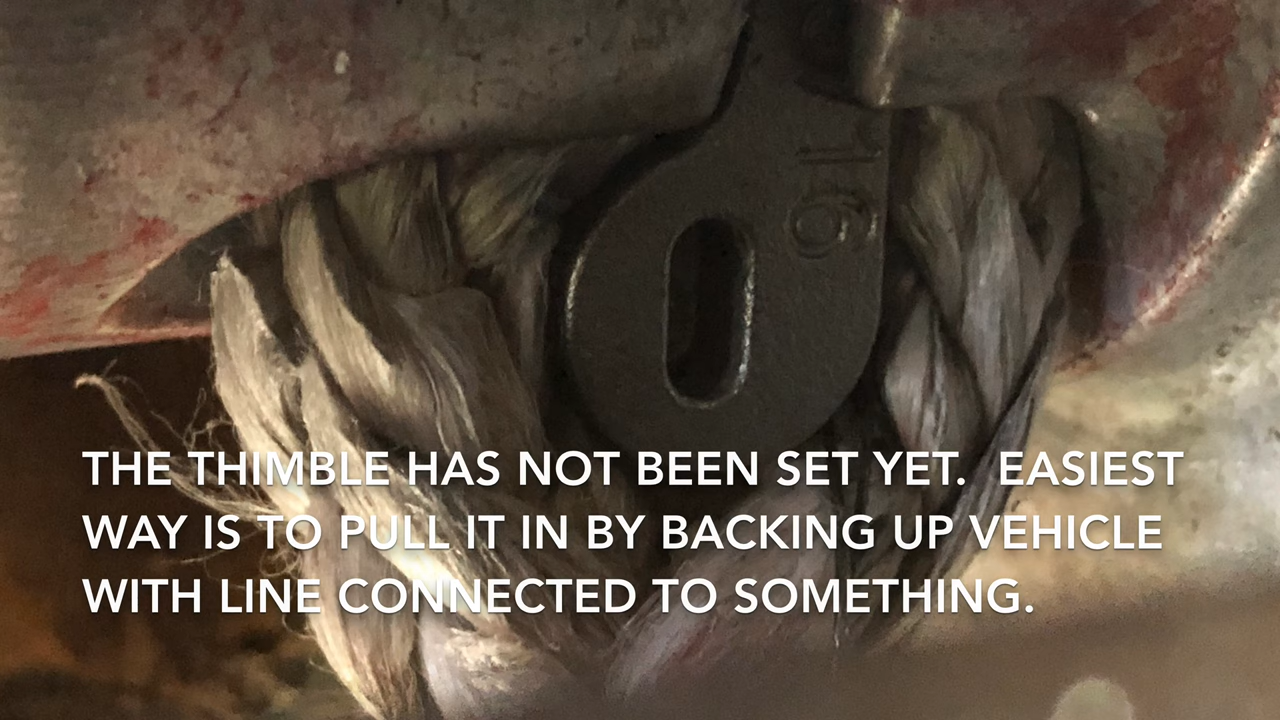 16
THE THIMBLE HAS NOT BEEN SET YET.  EASIEST
WAY IS TO PULL IT IN BY BACKING UP VEHICLE
WITH LINE CONNECTED TO SOMETHING.